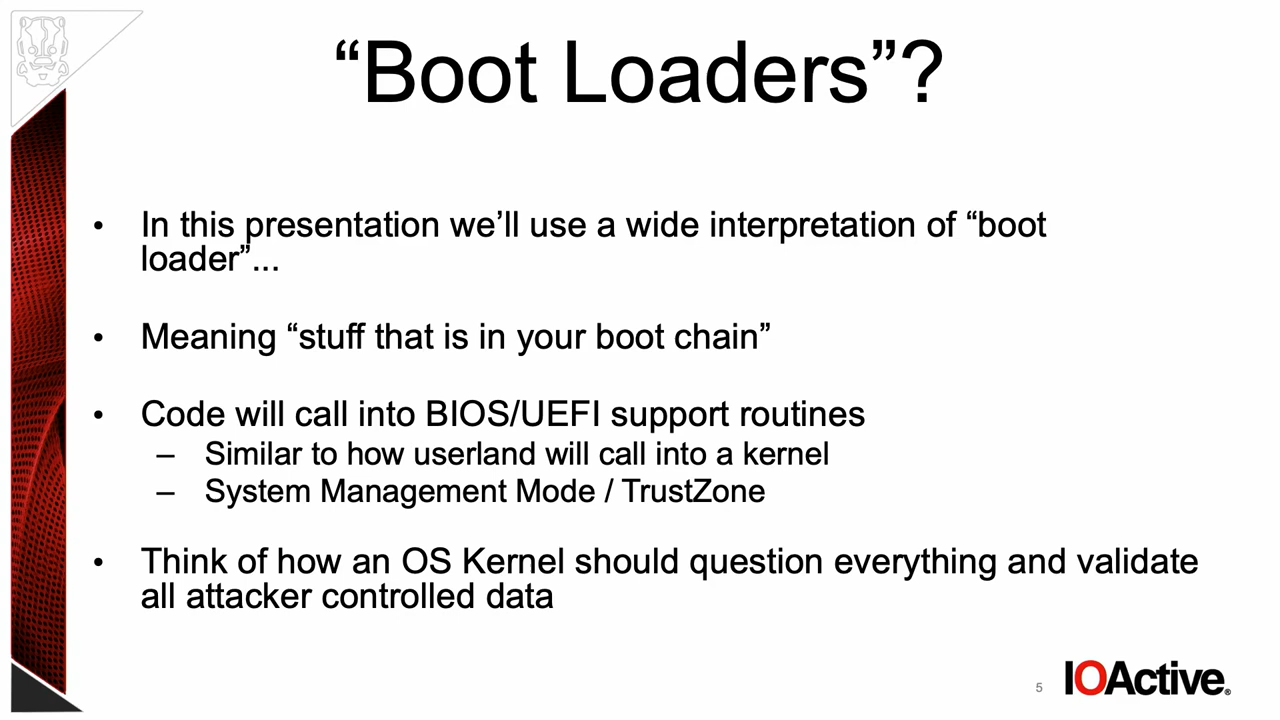 “Boot Loaders”?
• In this presentation we’ll use a wide interpretation of “boot
loader”...
• Meaning “stuff that is in your boot chain”
• Code will call into BIOS/UEFI support routines
– Similar to how userland will call into a kernel
– System Management Mode / TrustZone
• Think of how an OS Kernel should question everything and validate
all attacker controlled data
5
IOActive®